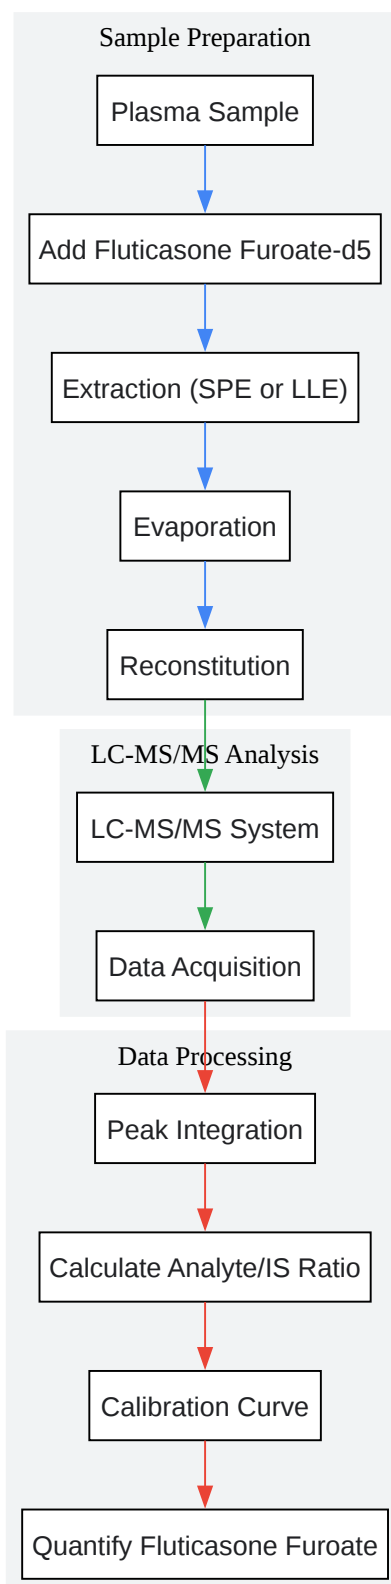 Sample Preparation
Plasma Sample
Add Fluticasone Furoate-d5
Extraction (SPE or LLE)
Evaporation
Reconstitution
LC-MS/MS Analysis
LC-MS/MS System
Data Acquisition
Data Processing
Peak Integration
Calculate Analyte/IS Ratio
Calibration Curve
Quantify Fluticasone Furoate